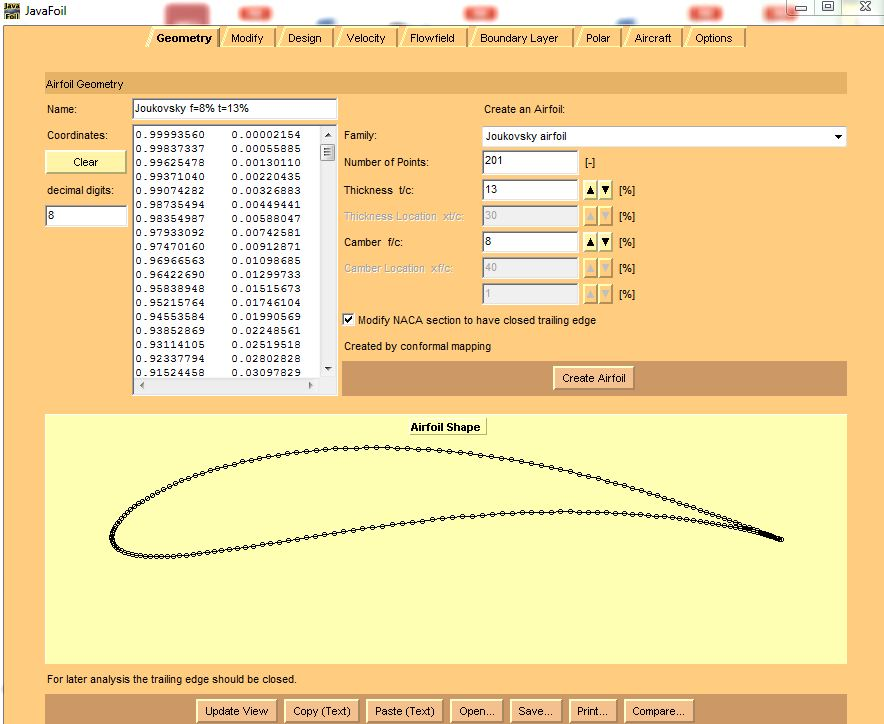 JavaFoil
Geometry Modify Design Velocity Flowfield Boundary Layer Polar Aircraft Options
Airfoil Geometry
Name: Joukovsky f=8% t=13%
Create an Airfoil:
Coordinates:
Clear
decimal digits:
8
0.99993560 0.00002154
0.99837337 0.00055885
0.99625478 0.00130110
0.99371040 0.00220435
0.99074282 0.00326883
0.98735494 0.00449441
0.98354987 0.00588047
0.97933092 0.00742581
0.97470160 0.00912871
0.96966563 0.01098685
0.96422690 0.01299733
0.95838948 0.01515673
0.95215764 0.01746104
0.94553584 0.01990569
0.93852869 0.02248561
0.93114105 0.02519518
0.92337794 0.02802828
0.91524458 0.03097829
Family: Joukovsky airfoil
Number of Points: 201 [-]
Thickness t/c: 13 [%]
Thickness Location xt/c: 30 [%]
Camber f/c: 8 [%]
Camber Location xf/c: 40 [%]
1 [%]
Modify NACA section to have closed trailing edge
Created by conformal mapping
Create Airfoil
Airfoil Shape
For later analysis the trailing edge should be closed.
Update View Copy (Text) Paste (Text) Open... Save... Print... Compare...